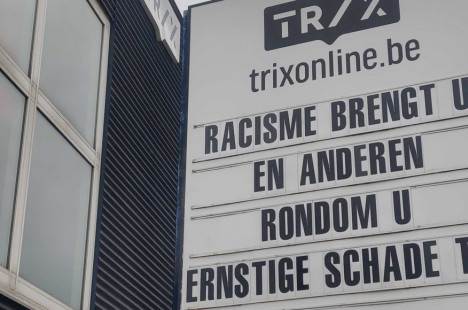 TRIX
trixonline.be
RACISME BRENGT U
EN ANDEREN
RONDOM U
ERNSTIGE SCHADE T